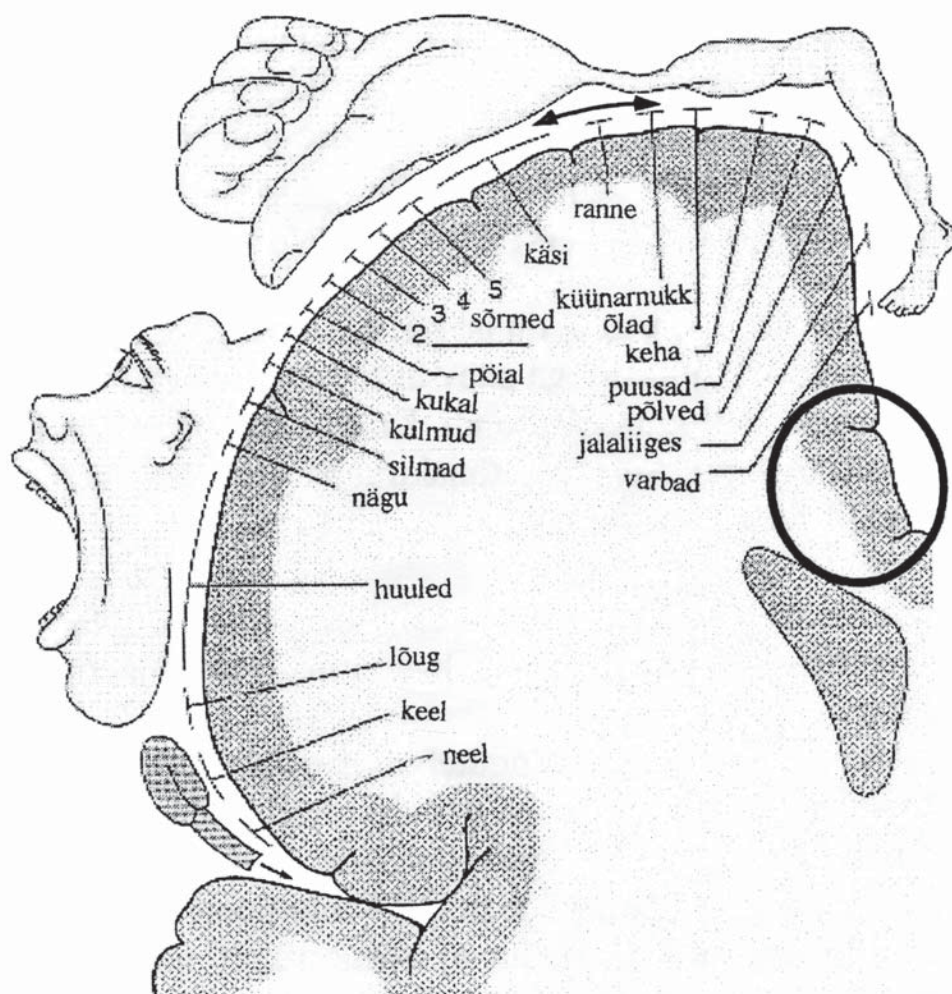 ranne
käsi
5
4
3
2
sõrmed
pöial
kukal
kulmud
silmad
nägu
huuled
lõug
keel
neel
küünarnukk
õlad
keha
puusad
põlved
jalaliiges
varbad